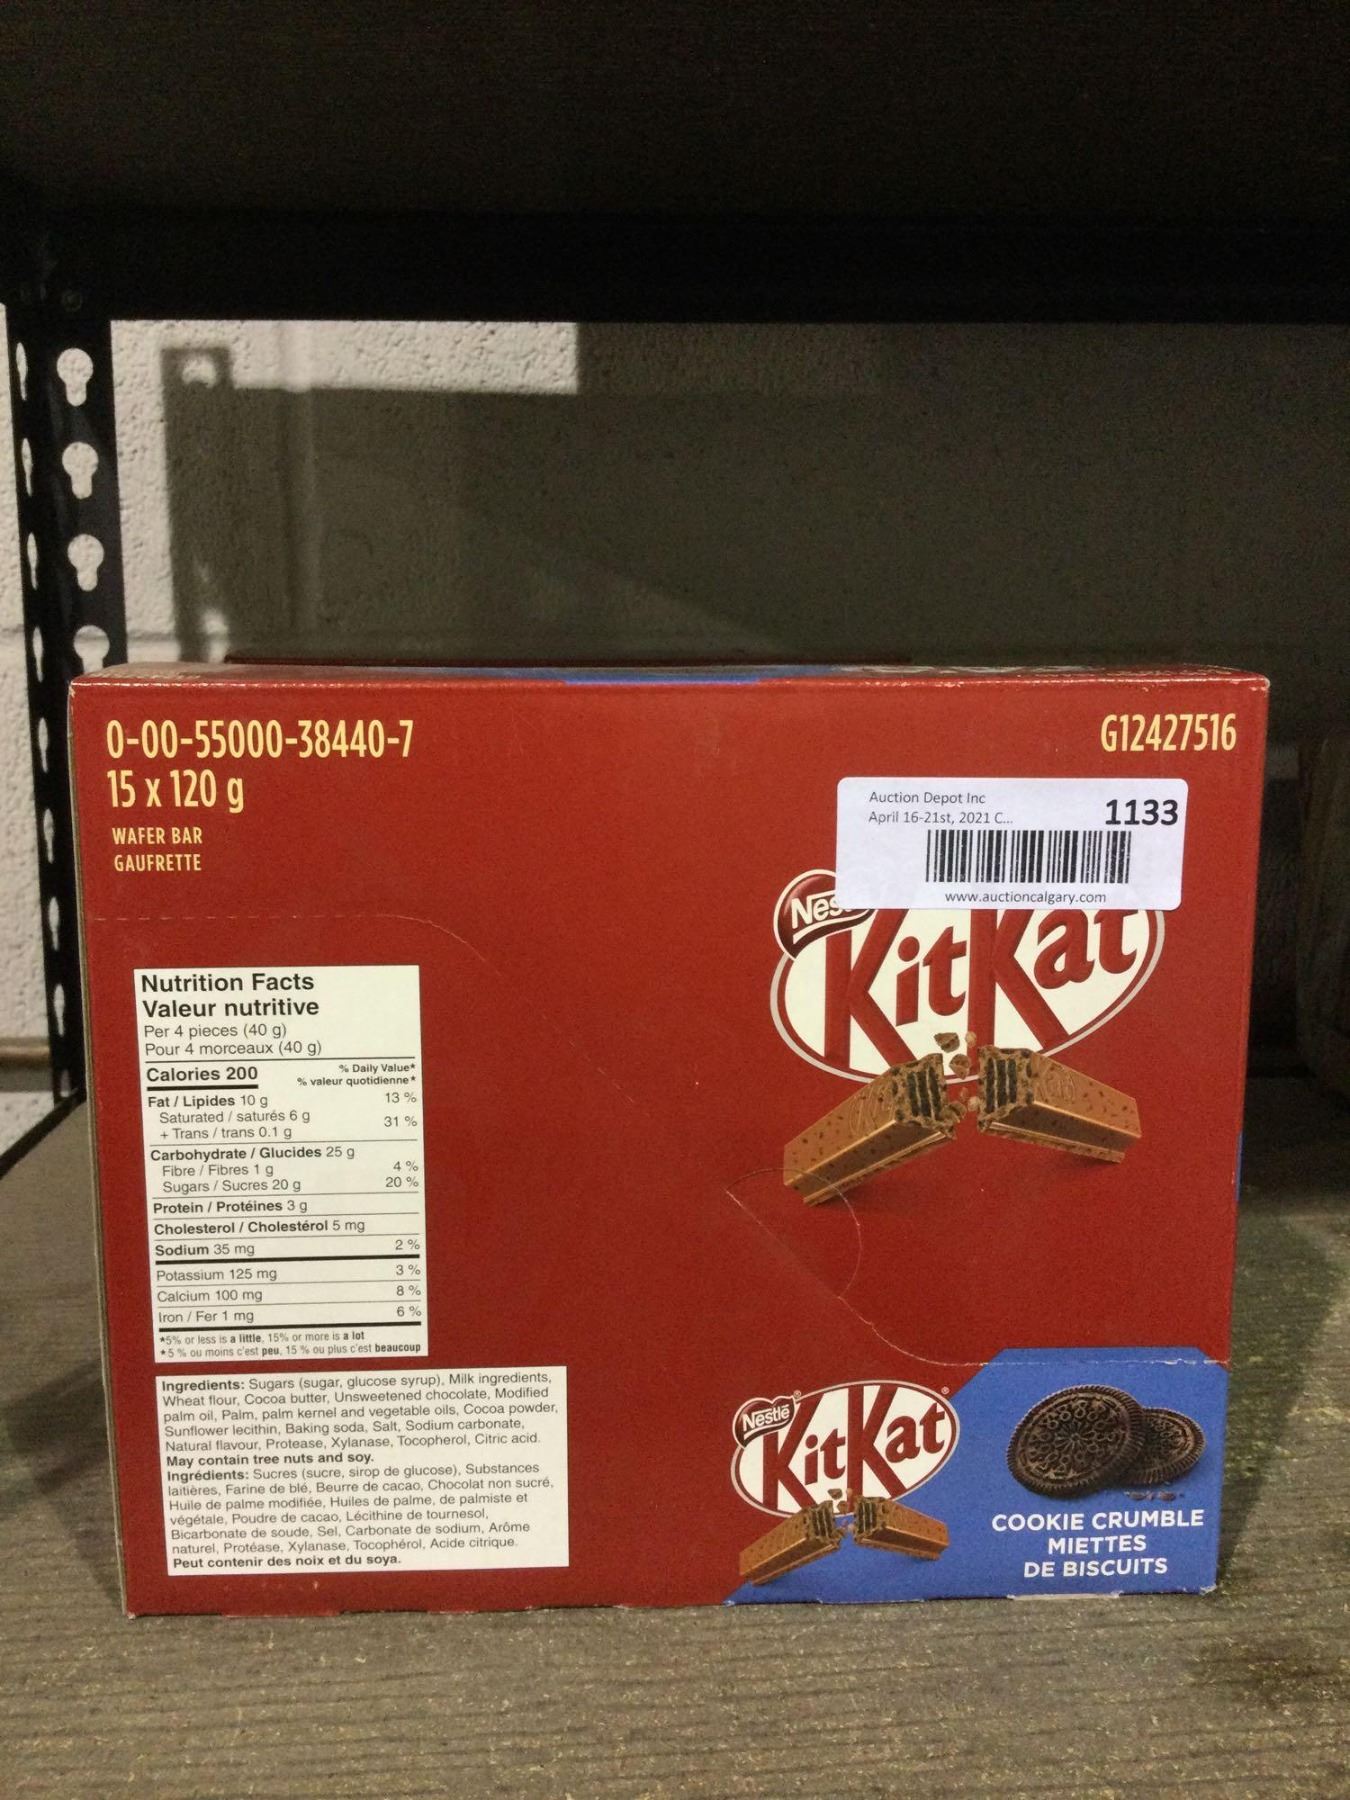 0-00-55000-38440-7
15 x 120 g
WAFER BAR
GAUFRETTE
G12427516
Auction Depot Inc
April 16-21st, 2021 C...
1133
www.auctioncalgary.com
KitKat
Nutrition Facts
Valeur nutritive
Per 4 pieces (40 g)
Pour 4 morceaux (40 g)
Calories 200
% Daily Value*
% valeur quotidienne*
Fat / Lipides 10 g 13 %
Saturated / saturés 6 g
+ Trans / trans 0.1 g 31 %
Carbohydrate / Glucides 25 g
Fibre / Fibres 1 g 4 %
Sugars / Sucres 20 g 20 %
Protein / Protéines 3 g
Cholesterol / Cholestérol 5 mg
Sodium 35 mg 2 %
Potassium 125 mg 3 %
Calcium 100 mg 8 %
Iron / Fer 1 mg 6 %
*5% or less is a little, 15% or more is a lot
*5 % ou moins c'est peu, 15 % ou plus c'est beaucoup
Ingredients: Sugars (sugar, glucose syrup), Milk ingredients,
Wheat flour, Cocoa butter, Unsweetened chocolate, Modified
palm oil, Palm, palm kernel and vegetable oils, Cocoa powder,
Sunflower lecithin, Baking soda, Salt, Sodium carbonate,
Natural flavour, Protease, Xylanase, Tocopherol, Citric acid.
May contain tree nuts and soy.
Ingrédients: Sucres (sucre, sirop de glucose), Substances
laitières, Farine de blé, Beurre de cacao, Chocolat non sucré,
Huile de palme modifiée, Huiles de palme, de palmiste et
végétale, Poudre de cacao, Lécithine de tournesol,
Bicarbonate de soude, Sel, Carbonate de sodium, Arôme
naturel, Protéase, Xylanase, Tocophérol, Acide citrique.
Peut contenir des noix et du soya.
Nestlé
KitKat
COOKIE CRUMBLE
MIETTES
DE BISCUITS